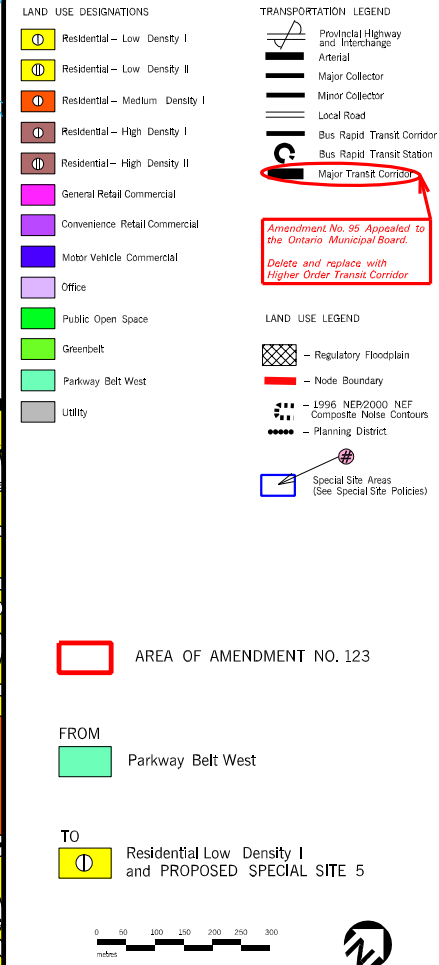 LAND USE DESIGNATIONS
Residential – Low Density I
Residential – Low Density II
Residential – Medium Density I
Residential – High Density I
Residential – High Density II
General Retail Commercial
Convenience Retail Commercial
Motor Vehicle Commercial
Office
Public Open Space
Greenbelt
Parkway Belt West
Utility
TRANSPORTATION LEGEND
Provincial Highway
and Interchange
Arterial
Major Collector
Minor Collector
Local Road
Bus Rapid Transit Corridor
Bus Rapid Transit Station
Major Transit Corridor
Amendment No. 95 Appealed to
the Ontario Municipal Board.
Delete and replace with
Higher Order Transit Corridor
LAND USE LEGEND
– Regulatory Floodplain
– Node Boundary
– 1996 NEP/2000 NEF
Composite Noise Contours
– Planning District
#
Special Site Areas
(See Special Site Policies)
AREA OF AMENDMENT NO. 123
FROM
Parkway Belt West
TO
Residential Low Density I
and PROPOSED SPECIAL SITE 5
0 50 100 150 200 250 300
metres